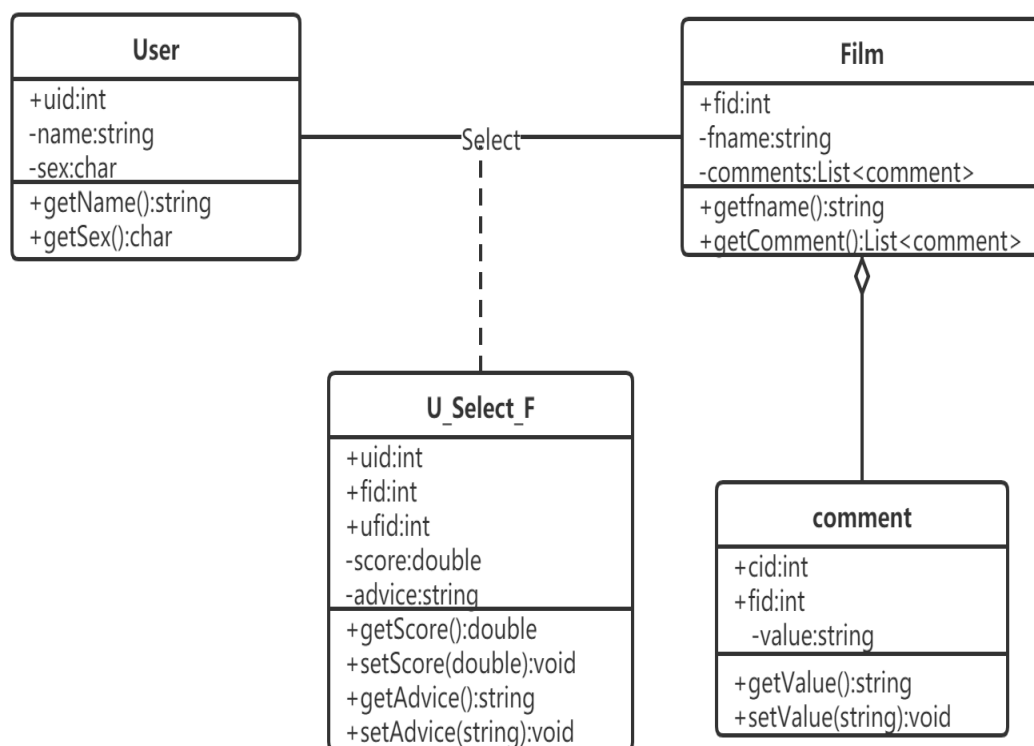 User
+uid:int
-name:string
-sex:char
+getName():string
+getSex():char
Select
Film
+fid:int
-fname:string
-comments:List<comment>
+getfname():string
+getComment():List<comment>
U_Select_F
+uid:int
+fid:int
+ufid:int
-score:double
-advice:string
+getScore():double
+setScore(double):void
+getAdvice():string
+setAdvice(string):void
comment
+cid:int
+fid:int
-value:string
+getValue():string
+setValue(string):void